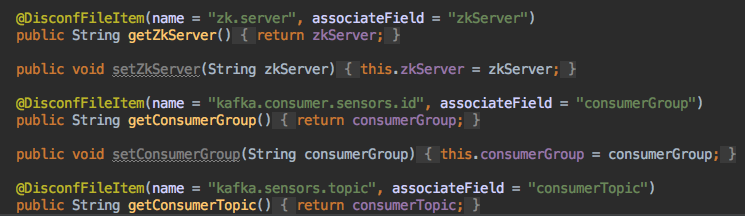 @DisconfFileItem(name = "zk.server", associateField = "zkServer")
public String getZkServer() { return zkServer; }
public void setZkServer(String zkServer) { this.zkServer = zkServer; }
@DisconfFileItem(name = "kafka.consumer.sensors.id", associateField = "consumerGroup")
public String getConsumerGroup() { return consumerGroup; }
public void setConsumerGroup(String consumerGroup) { this.consumerGroup = consumerGroup; }
@DisconfFileItem(name = "kafka.sensors.topic", associateField = "consumerTopic")
public String getConsumerTopic() { return consumerTopic; }